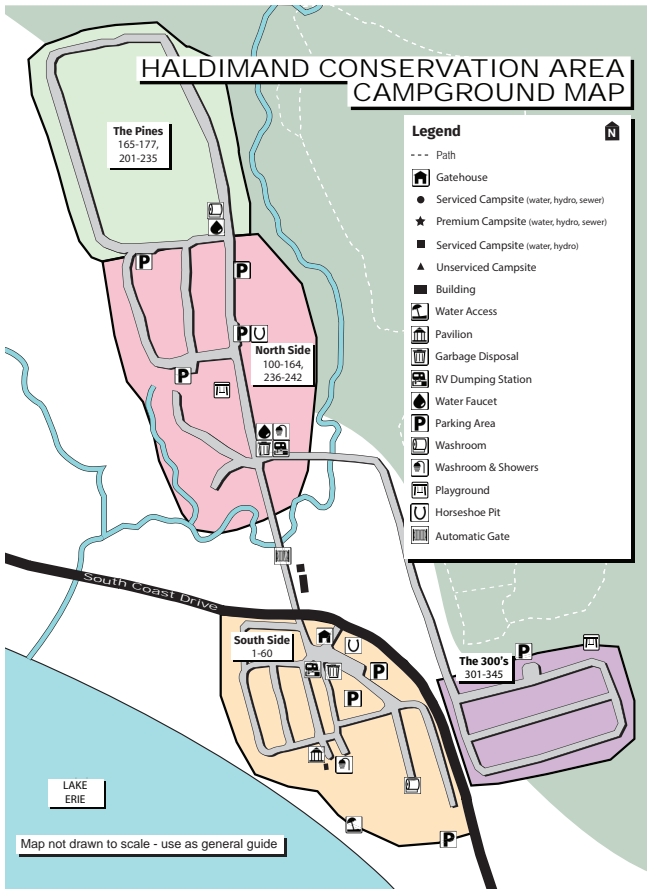 HALDIMAND CONSERVATION AREA
CAMPGROUND MAP
Legend
N
Path
Gatehouse
Serviced Campsite (water, hydro, sewer)
Premium Campsite (water, hydro, sewer)
Serviced Campsite (water, hydro)
Unserviced Campsite
Building
Water Access
Pavilion
Garbage Disposal
RV Dumping Station
Water Faucet
P
Parking Area
Washroom
Washroom & Showers
Playground
Horseshoe Pit
Automatic Gate
The Pines
165-177,
201-235
P
P
P
North Side
100-164,
236-242
P
South Coast Drive
South Side
1-60
P
P
P
The 300's
301-345
P
LAKE
ERIE
Map not drawn to scale - use as general guide